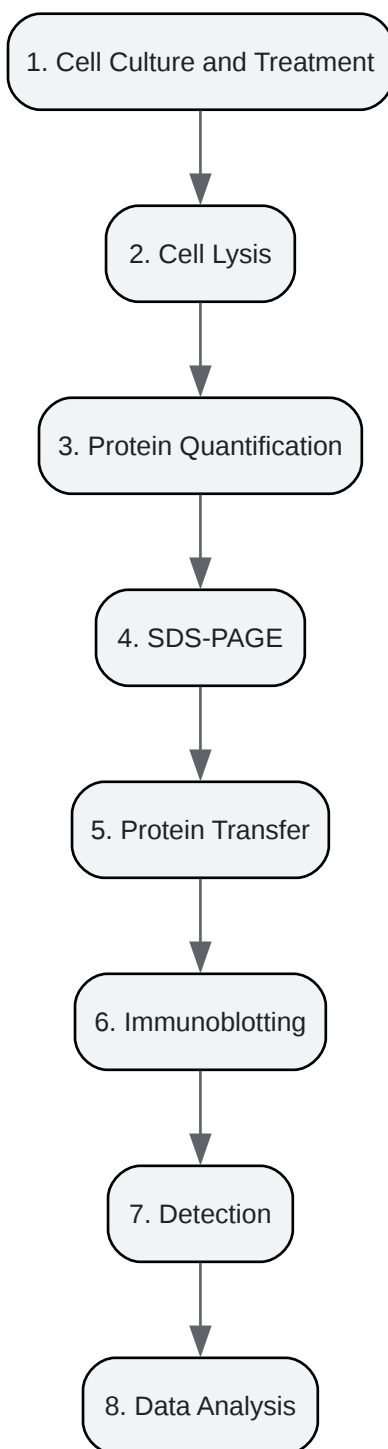 1. Cell Culture and Treatment
2. Cell Lysis
3. Protein Quantification
4. SDS-PAGE
5. Protein Transfer
6. Immunoblotting
7. Detection
8. Data Analysis